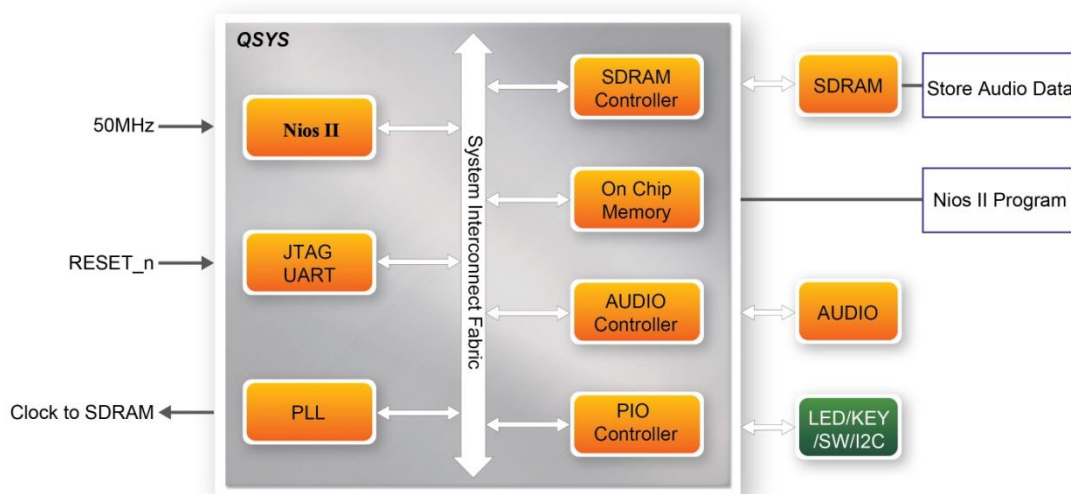 QSYS
50MHz
RESET_n
Clock to SDRAM
Nios II
JTAG
UART
PLL
System Interconnect Fabric
SDRAM
Controller
On Chip
Memory
AUDIO
Controller
PIO
Controller
SDRAM
Store Audio Data
Nios II Program
AUDIO
LED/KEY
/SW/I2C